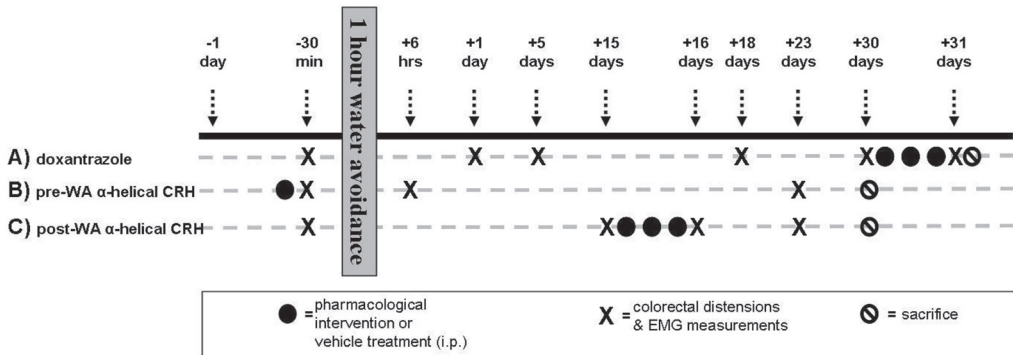 -1 -30 +6 +1 +5 +15 +16 +18 +23 +30 +31
day min hrs day days days days days days days days
1 hour water avoidance
A) doxantrazole X X X X X X
B) pre-WA α-helical CRH X X X
C) post-WA α-helical CRH X X X X
= pharmacological
intervention or
vehicle treatment (i.p.)
X = colorectal distensions
& EMG measurements
= sacrifice